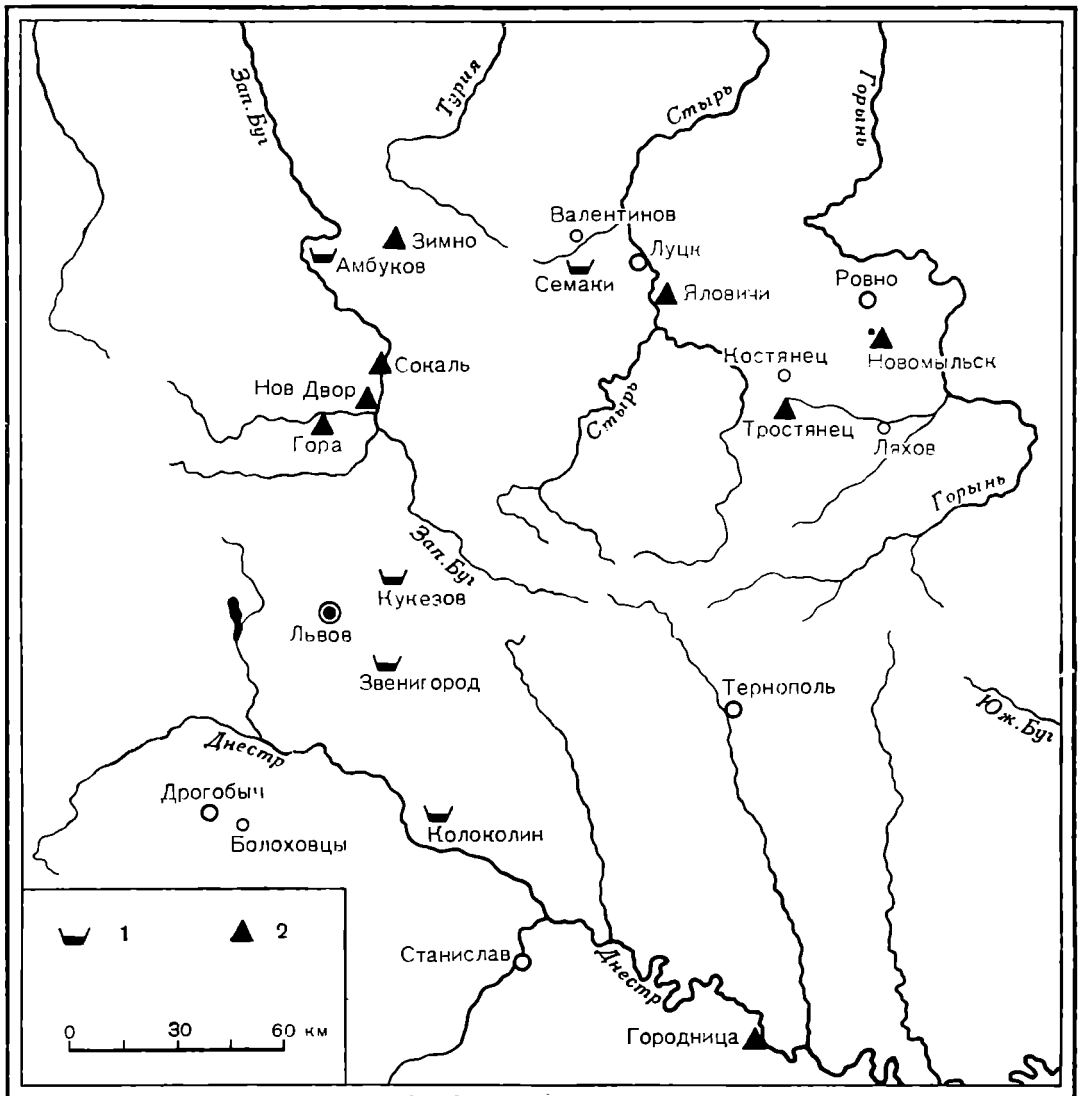 Зап. Буг
Турия
Стырь
Горынь
Валентинов
Зимно
Луцк
Амбуков
Семаки
Ровно
Яловичи
Сокаль
Костянец
Новомыльск
Нов Двор
Стырь
Тростянец
Гора
Ляхов
Горынь
Зап. Буг
Кукезов
Львов
Звенигород
Тернополь
Юж. Буг
Днестр
Дрогобыч
Болоховцы
Колоколин
1
2
Станислав
Днестр
0 30 60 км
Городница